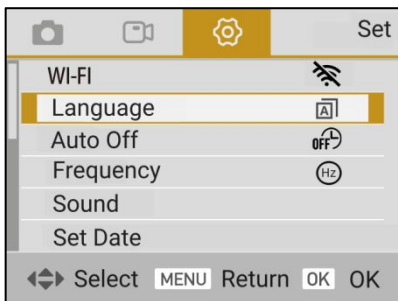 Set
WI-FI
Language A
Auto Off OFF
Frequency Hz
Sound
Set Date
Select MENU Return OK OK